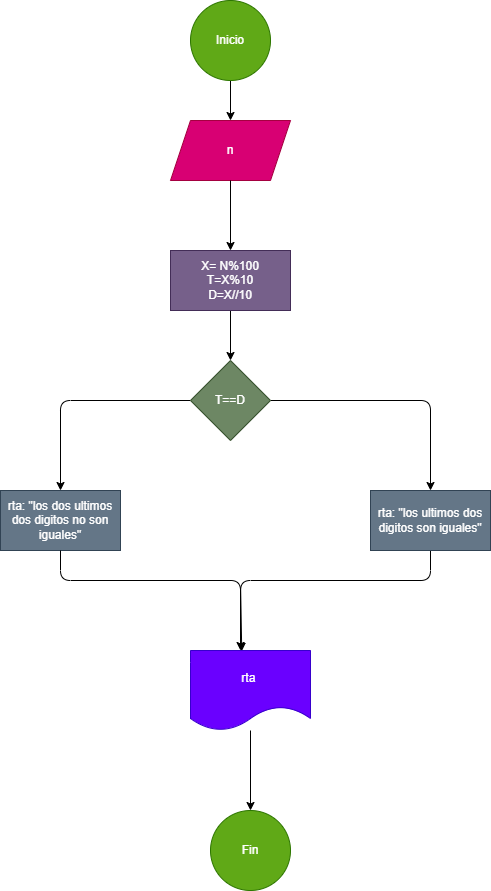 Inicio
n
X= N%100
T=X%10
D=X//10
T==D
rta: "los dos ultimos
dos digitos no son
iguales"
rta: "los ultimos dos
digitos son iguales"
rta
Fin